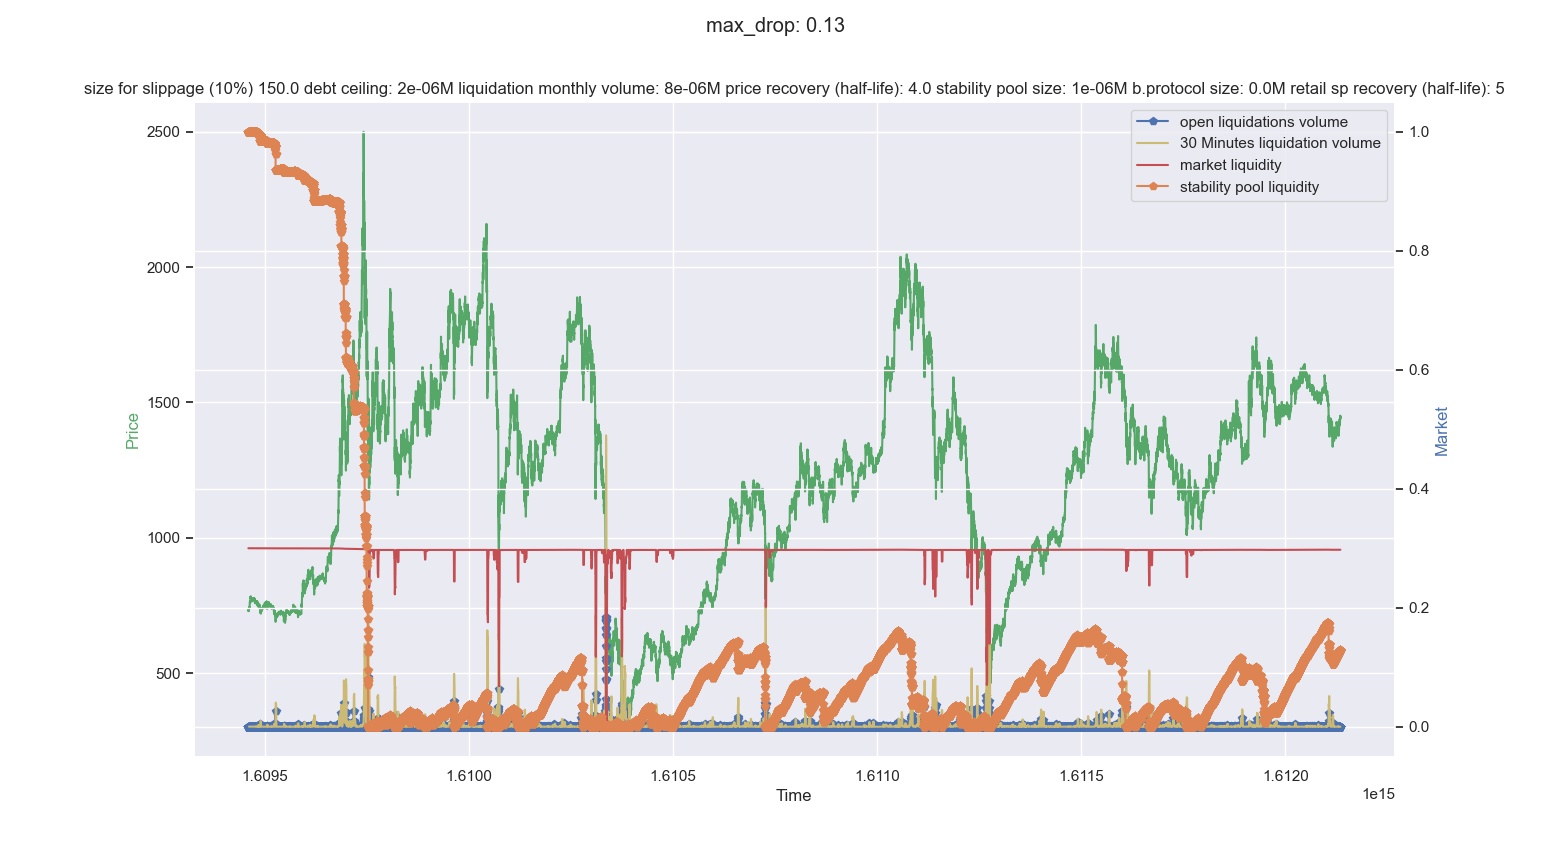 max_drop: 0.13
size for slippage (10%) 150.0 debt ceiling: 2e-06M liquidation monthly volume: 8e-06M price recovery (half-life): 4.0 stability pool size: 1e-06M b.protocol size: 0.0M retail sp recovery (half-life): 5
open liquidations volume
30 Minutes liquidation volume
market liquidity
stability pool liquidity
2500
2000
1500
1000
500
Price
1.0
0.8
0.6
0.4
0.2
0.0
Market
1.6095 1.6100 1.6105 1.6110 1.6115 1.6120
Time
1e15